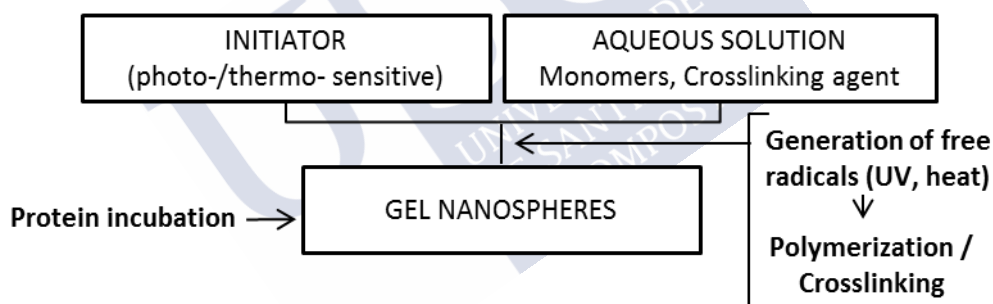 INITIATOR
(photo-/thermo- sensitive)
AQUEOUS SOLUTION
Monomers, Crosslinking agent
Generation of free
radicals (UV, heat)
Polymerization /
Crosslinking
Protein incubation
GEL NANOSPHERES